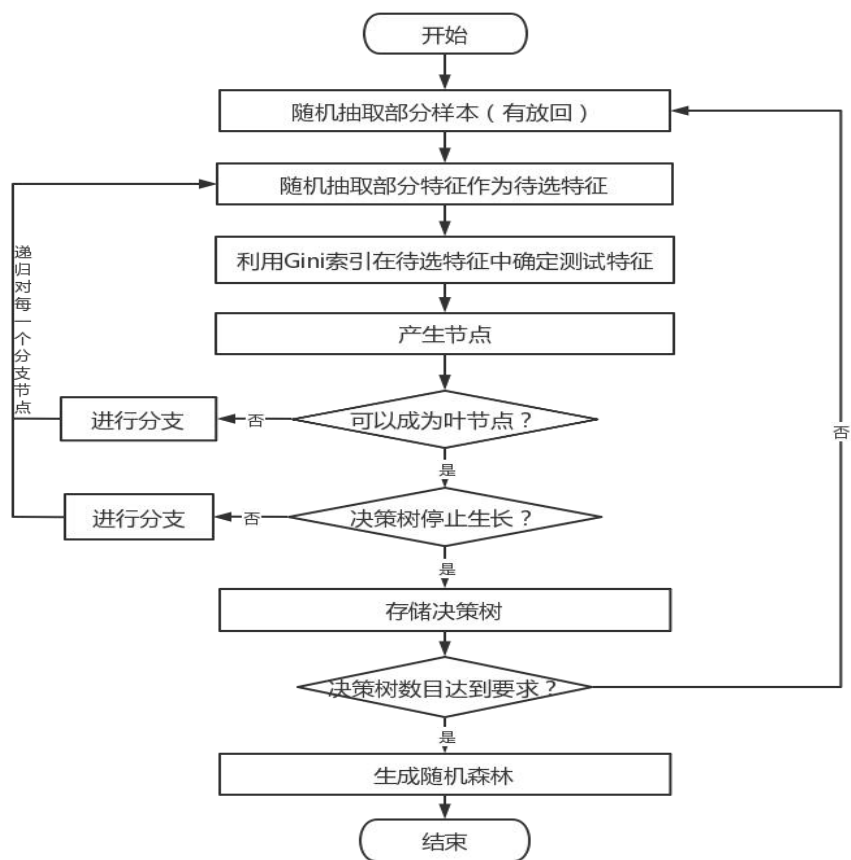 开始
随机抽取部分样本（有放回）
随机抽取部分特征作为待选特征
利用Gini索引在待选特征中确定测试特征
产生节点
递归对每一个分支节点
进行分支
否
可以成为叶节点？
是
进行分支
否
决策树停止生长？
是
存储决策树
决策树数目达到要求？
否
是
生成随机森林
结束